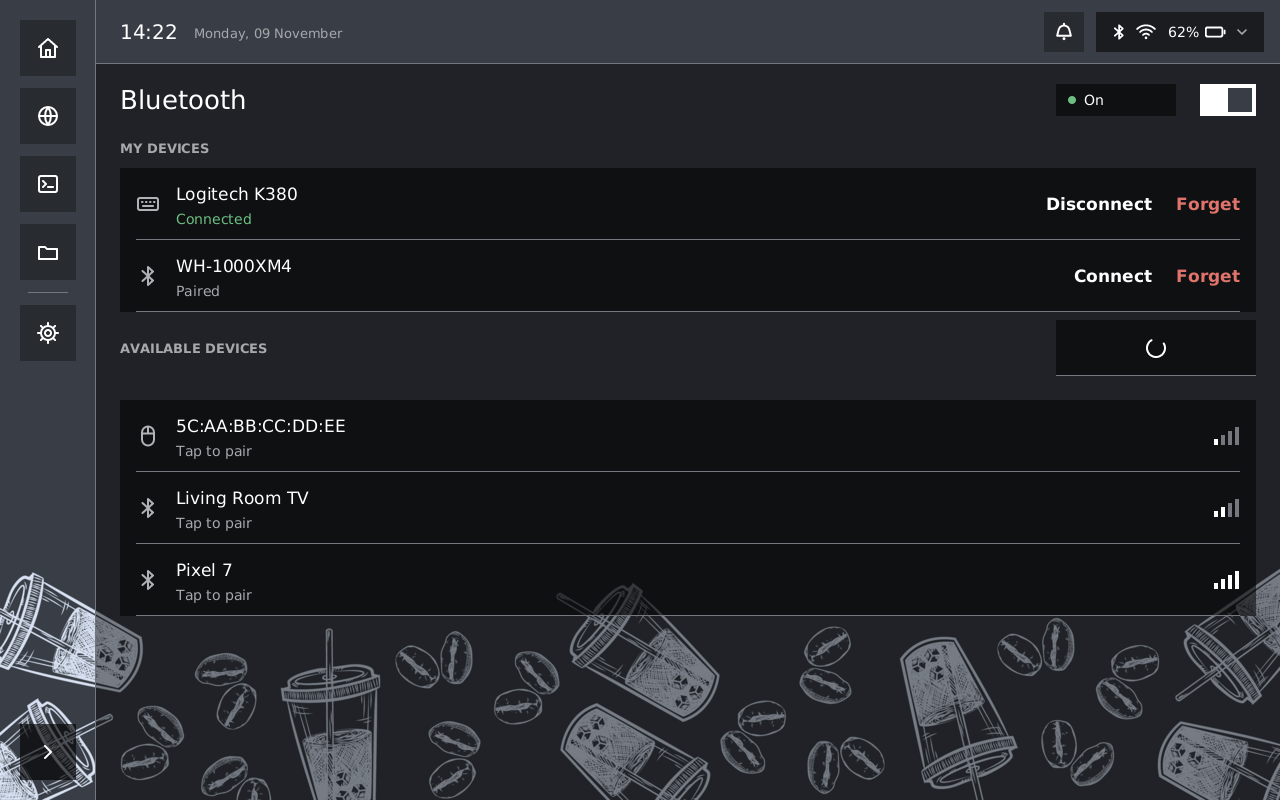 14:22 Monday, 09 November 62%
Bluetooth On
MY DEVICES
Logitech K380
Connected
Disconnect Forget
WH-1000XM4
Paired
Connect Forget
AVAILABLE DEVICES
5C:AA:BB:CC:DD:EE
Tap to pair
Living Room TV
Tap to pair
Pixel 7
Tap to pair